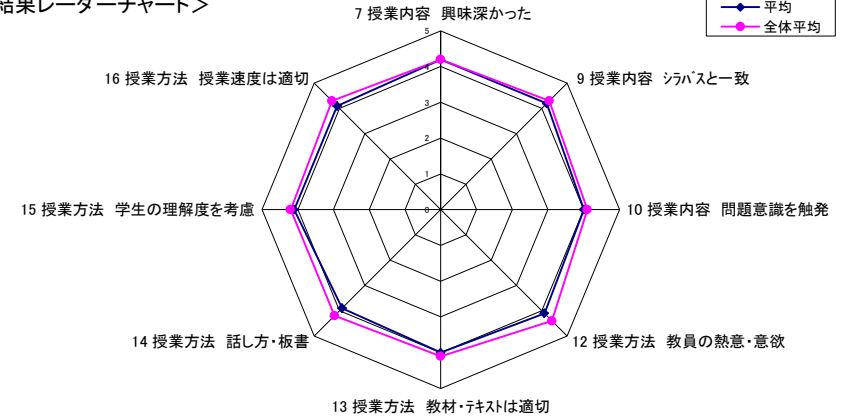 結果レーダーチャート＞
平均
全体平均
7 授業内容 興味深かった
9 授業内容 ｼﾗﾊﾞｽと一致
10 授業内容 問題意識を触発
12 授業方法 教員の熱意・意欲
13 授業方法 教材・ﾃｷｽﾄは適切
14 授業方法 話し方・板書
15 授業方法 学生の理解度を考慮
16 授業方法 授業速度は適切
5
4
3
2
1
0